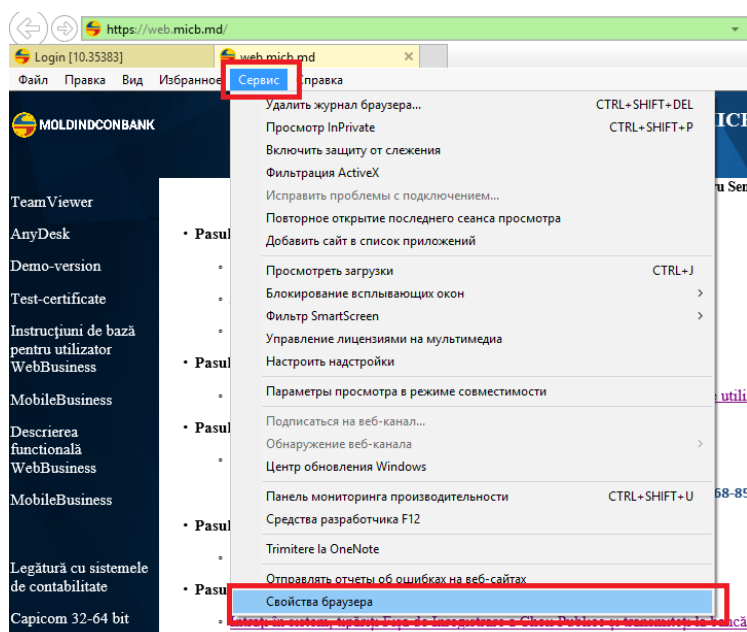 https://web.micb.md/
Login [10.35383]
web.micb.md
Файл Правка Вид Избранное Сервис Справка
MOLDINDCONBANK
TeamViewer
AnyDesk
Demo-version
Test-certificate
Instrucțiuni de bază
pentru utilizator
WebBusiness
MobileBusiness
Descrierea
functională
WebBusiness
MobileBusiness
Legătură cu sistemele
de contabilitate
Capicom 32-64 bit
Удалить журнал браузера... CTRL+SHIFT+DEL
Просмотр InPrivate CTRL+SHIFT+P
Включить защиту от слежения
Фильтрация ActiveX
Исправить проблемы с подключением...
Повторное открытие последнего сеанса просмотра
Добавить сайт в список приложений
Просмотреть загрузки CTRL+J
Блокирование всплывающих окон
Фильтр SmartScreen
Управление лицензиями на мультимедиа
Настроить надстройки
Параметры просмотра в режиме совместимости
Подписаться на веб-канал...
Обнаружение веб-канала
Центр обновления Windows
Панель мониторинга производительности CTRL+SHIFT+U
Средства разработчика F12
Trimitere la OneNote
Отправлять отчеты об ошибках на веб-сайтах
Свойства браузера